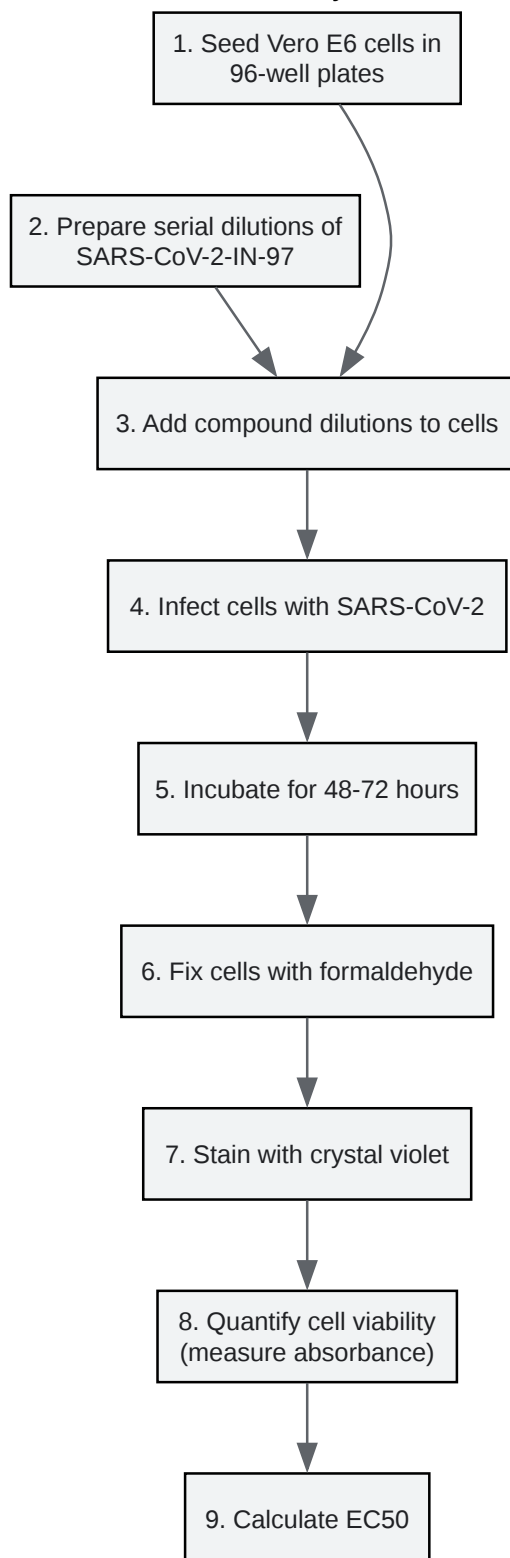 1. Seed Vero E6 cells in
96-well plates
2. Prepare serial dilutions of
SARS-CoV-2-IN-97
3. Add compound dilutions to cells
4. Infect cells with SARS-CoV-2
5. Incubate for 48-72 hours
6. Fix cells with formaldehyde
7. Stain with crystal violet
8. Quantify cell viability
(measure absorbance)
9. Calculate EC50